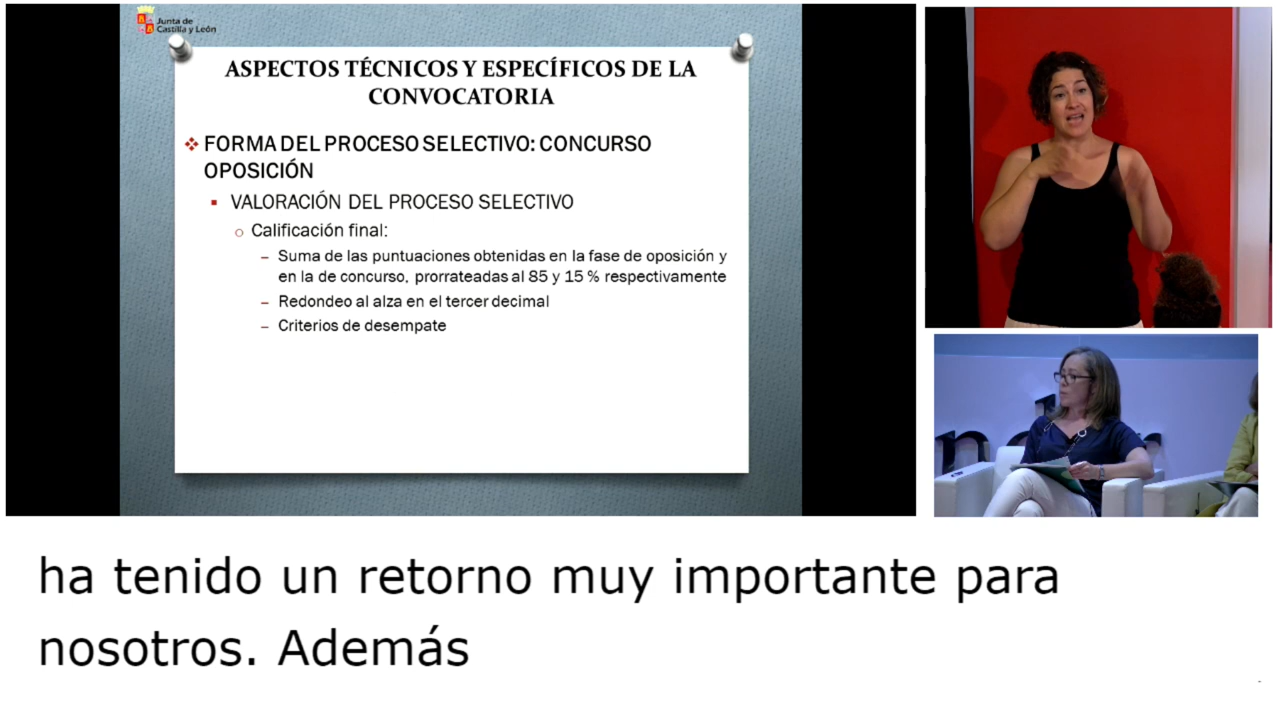 Junta de
Castilla y León
ASPECTOS TÉCNICOS Y ESPECÍFICOS DE LA
CONVOCATORIA
FORMA DEL PROCESO SELECTIVO: CONCURSO
OPOSICIÓN
VALORACIÓN DEL PROCESO SELECTIVO
Calificación final:
– Suma de las puntuaciones obtenidas en la fase de oposición y
en la de concurso, prorrateadas al 85 y 15 % respectivamente
– Redondeo al alza en el tercer decimal
– Criterios de desempate
ha tenido un retorno muy importante para
nosotros. Además